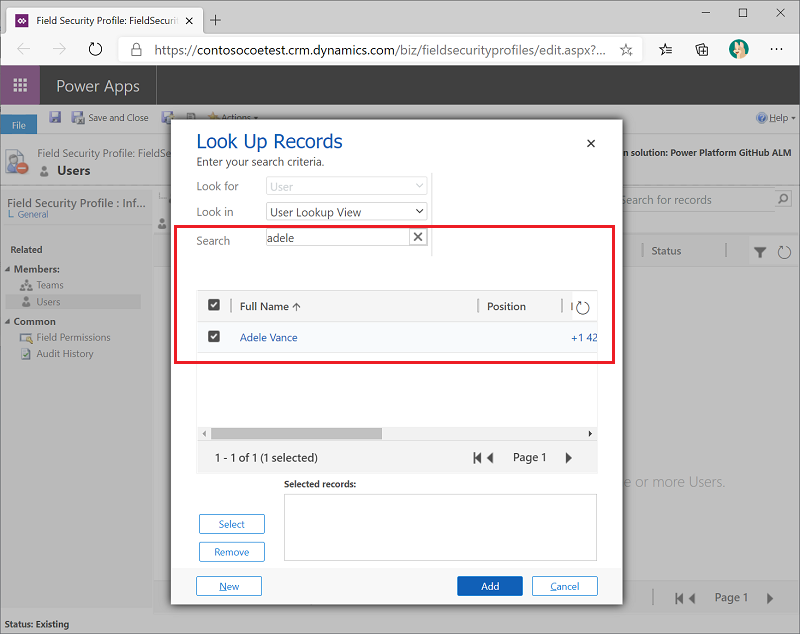 Field Security Profile: FieldSecurit
https://contosocoetest.crm.dynamics.com/biz/fieldsecurityprofiles/edit.aspx?...
Power Apps
File
Save and Close
Actions
Help
Field Security Profile: FieldSe
Users
n solution: Power Platform GitHub ALM
Field Security Profile : Inf...
General
Related
Members:
Teams
Users
Common
Field Permissions
Audit History
Search for records
Status
Look Up Records
Enter your search criteria.
Look for
User
Look in
User Lookup View
Search
adele
Full Name
Position
Adele Vance
+1 42
1 - 1 of 1 (1 selected)
Page 1
Selected records:
Select
Remove
New
Add
Cancel
e or more Users.
Page 1
Status: Existing